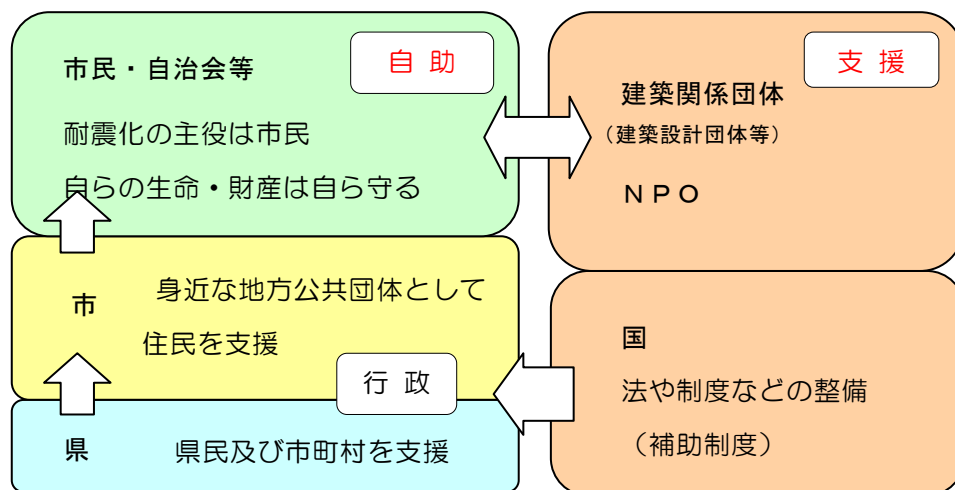 市民・自治会等
自 助
耐震化の主役は市民
自らの生命・財産は自ら守る
支 援
建築関係団体
（建築設計団体等）
ＮＰＯ
市
身近な地方公共団体として
住民を支援
行 政
県
県民及び市町村を支援
国
法や制度などの整備
（補助制度）